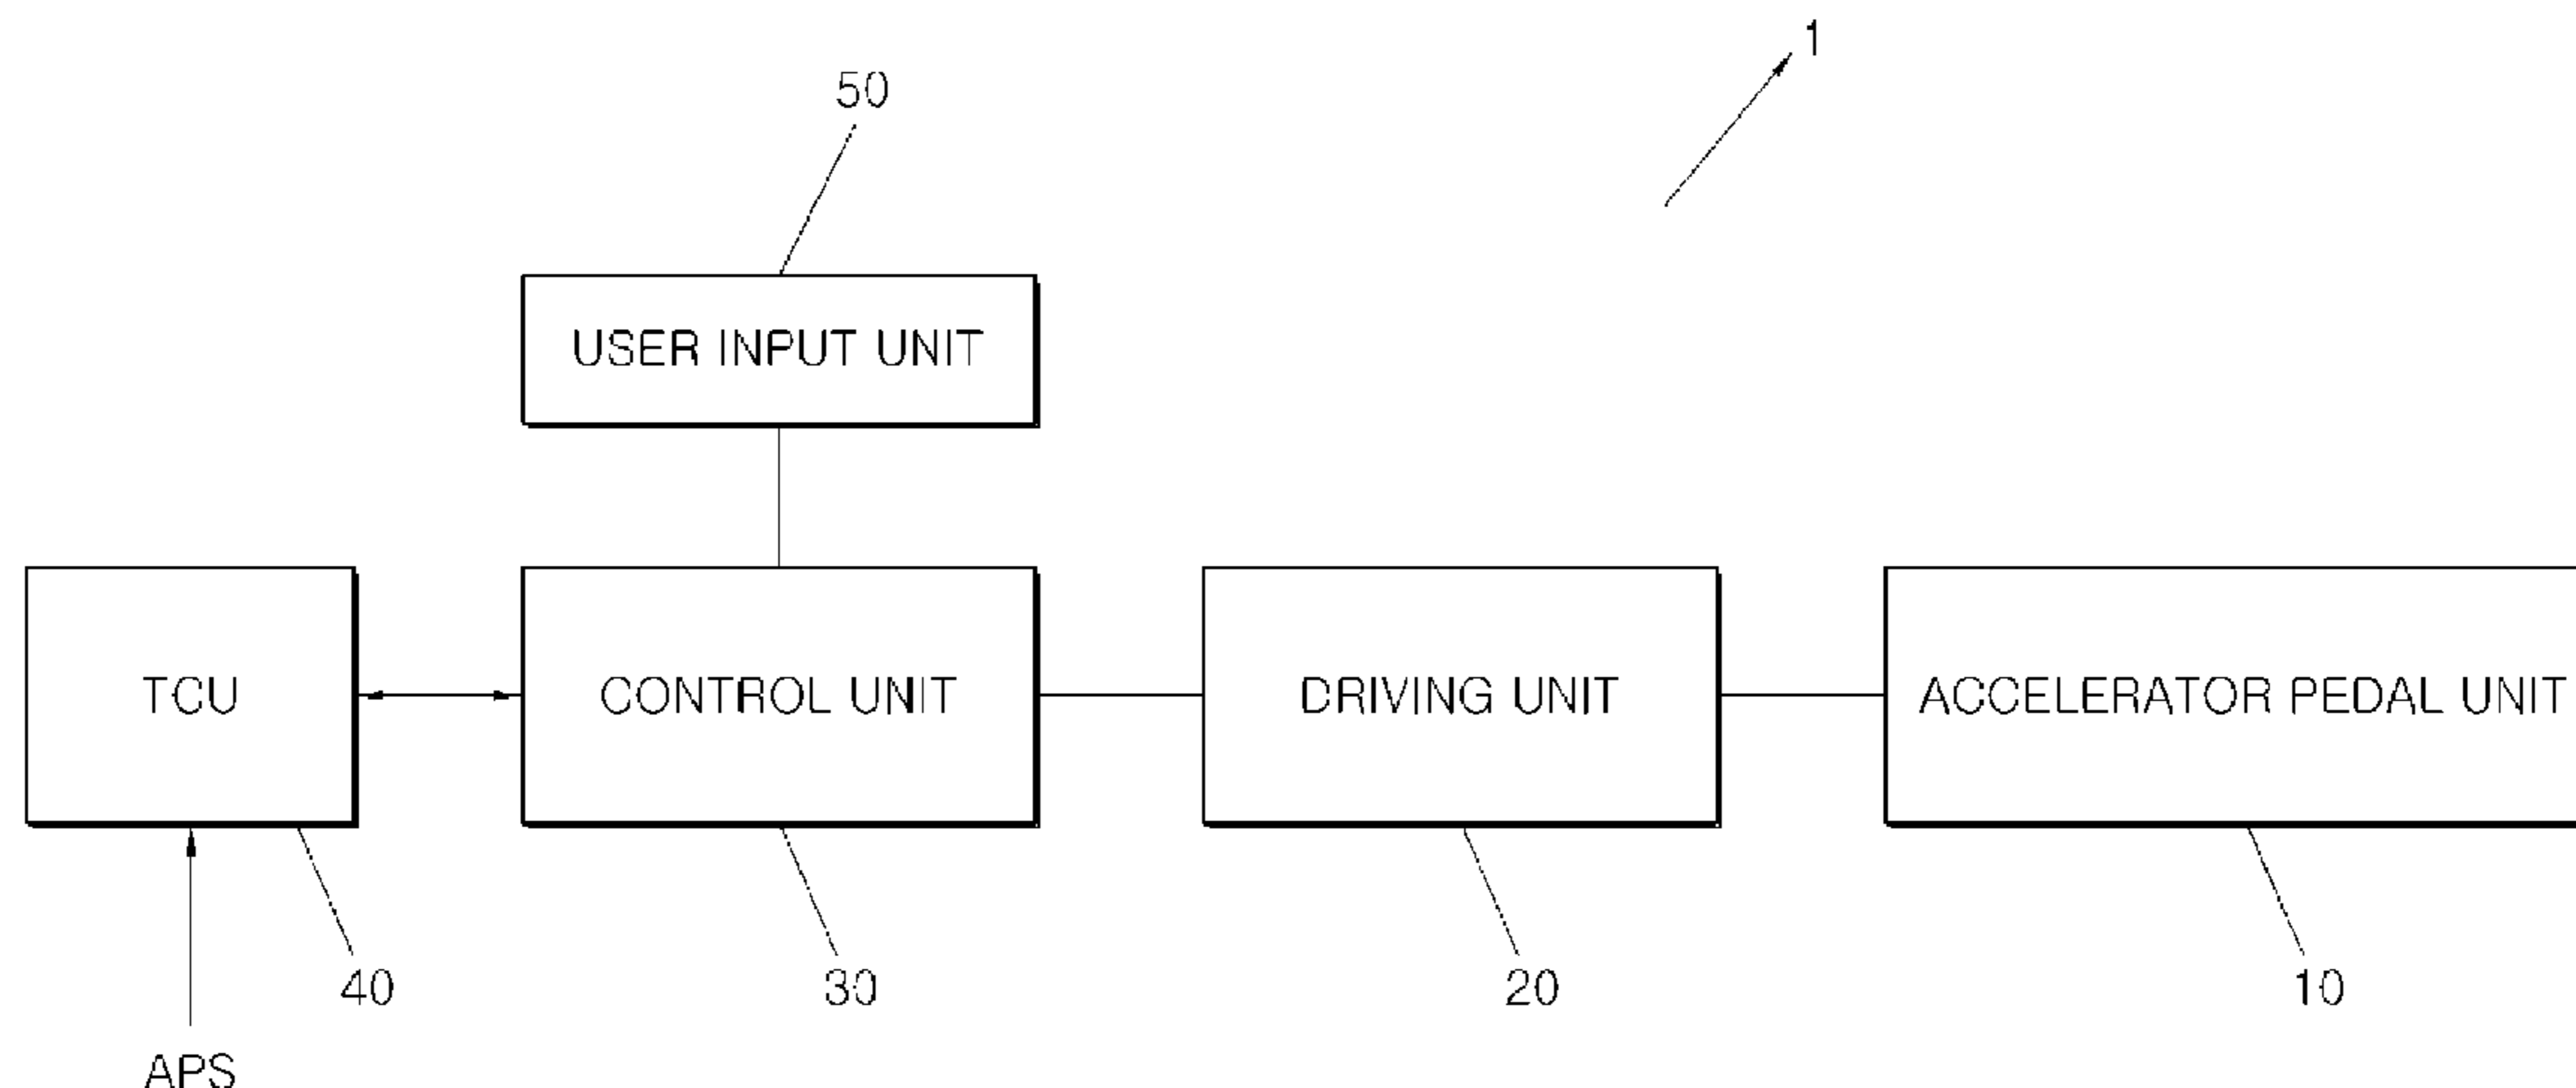 1
50
USER INPUT UNIT
TCU
CONTROL UNIT
DRIVING UNIT
ACCELERATOR PEDAL UNIT
40
30
20
10
APS